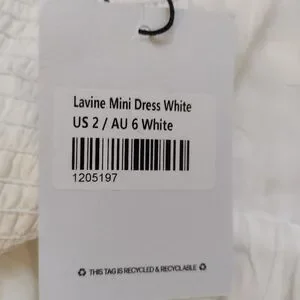 Lavine Mini Dress White
US 2 / AU 6 White
1205197
♻ THIS TAG IS RECYCLED & RECYCLABLE ♻